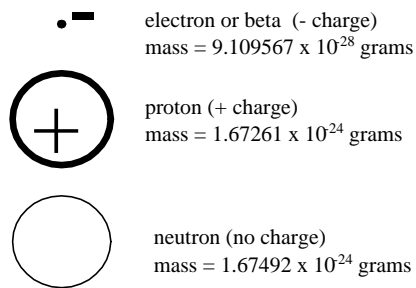 electron or beta (- charge)
mass = 9.109567 x 10⁻²⁸ grams
proton (+ charge)
mass = 1.67261 x 10⁻²⁴ grams
neutron (no charge)
mass = 1.67492 x 10⁻²⁴ grams